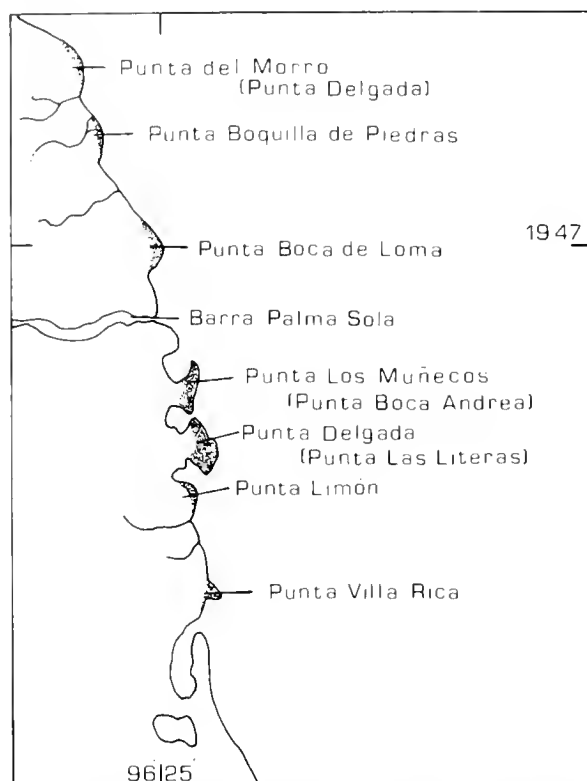 Punta del Morro
(Punta Delgada)
Punta Boquilla de Piedras
1947
Punta Boca de Loma
Barra Palma Sola
Punta Los Muñecos
(Punta Boca Andrea)
Punta Delgada
(Punta Las Literas)
Punta Limón
Punta Villa Rica
96|25